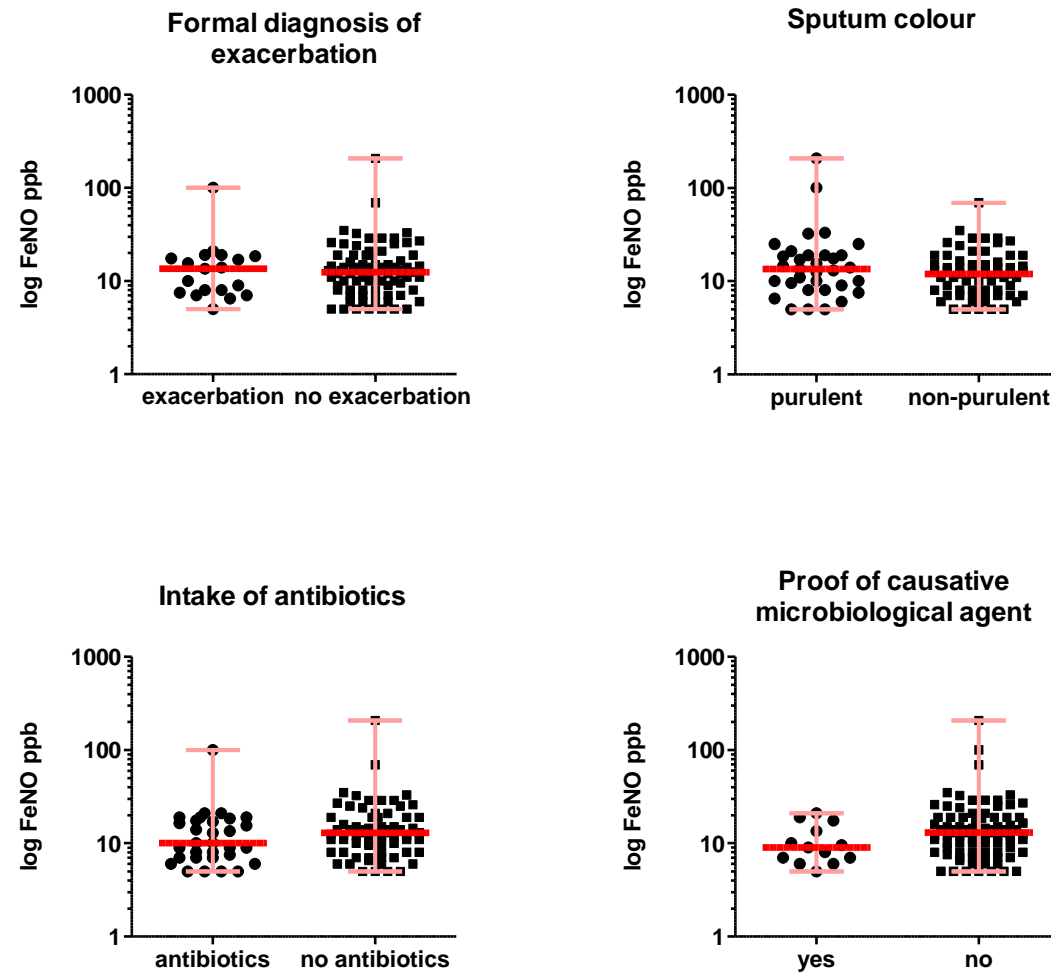 Formal diagnosis of
exacerbation
log FeNO ppb
1000
100
10
1
exacerbation no exacerbation
Sputum colour
log FeNO ppb
1000
100
10
1
purulent non-purulent
Intake of antibiotics
log FeNO ppb
1000
100
10
1
antibiotics no antibiotics
Proof of causative
microbiological agent
log FeNO ppb
1000
100
10
1
yes no